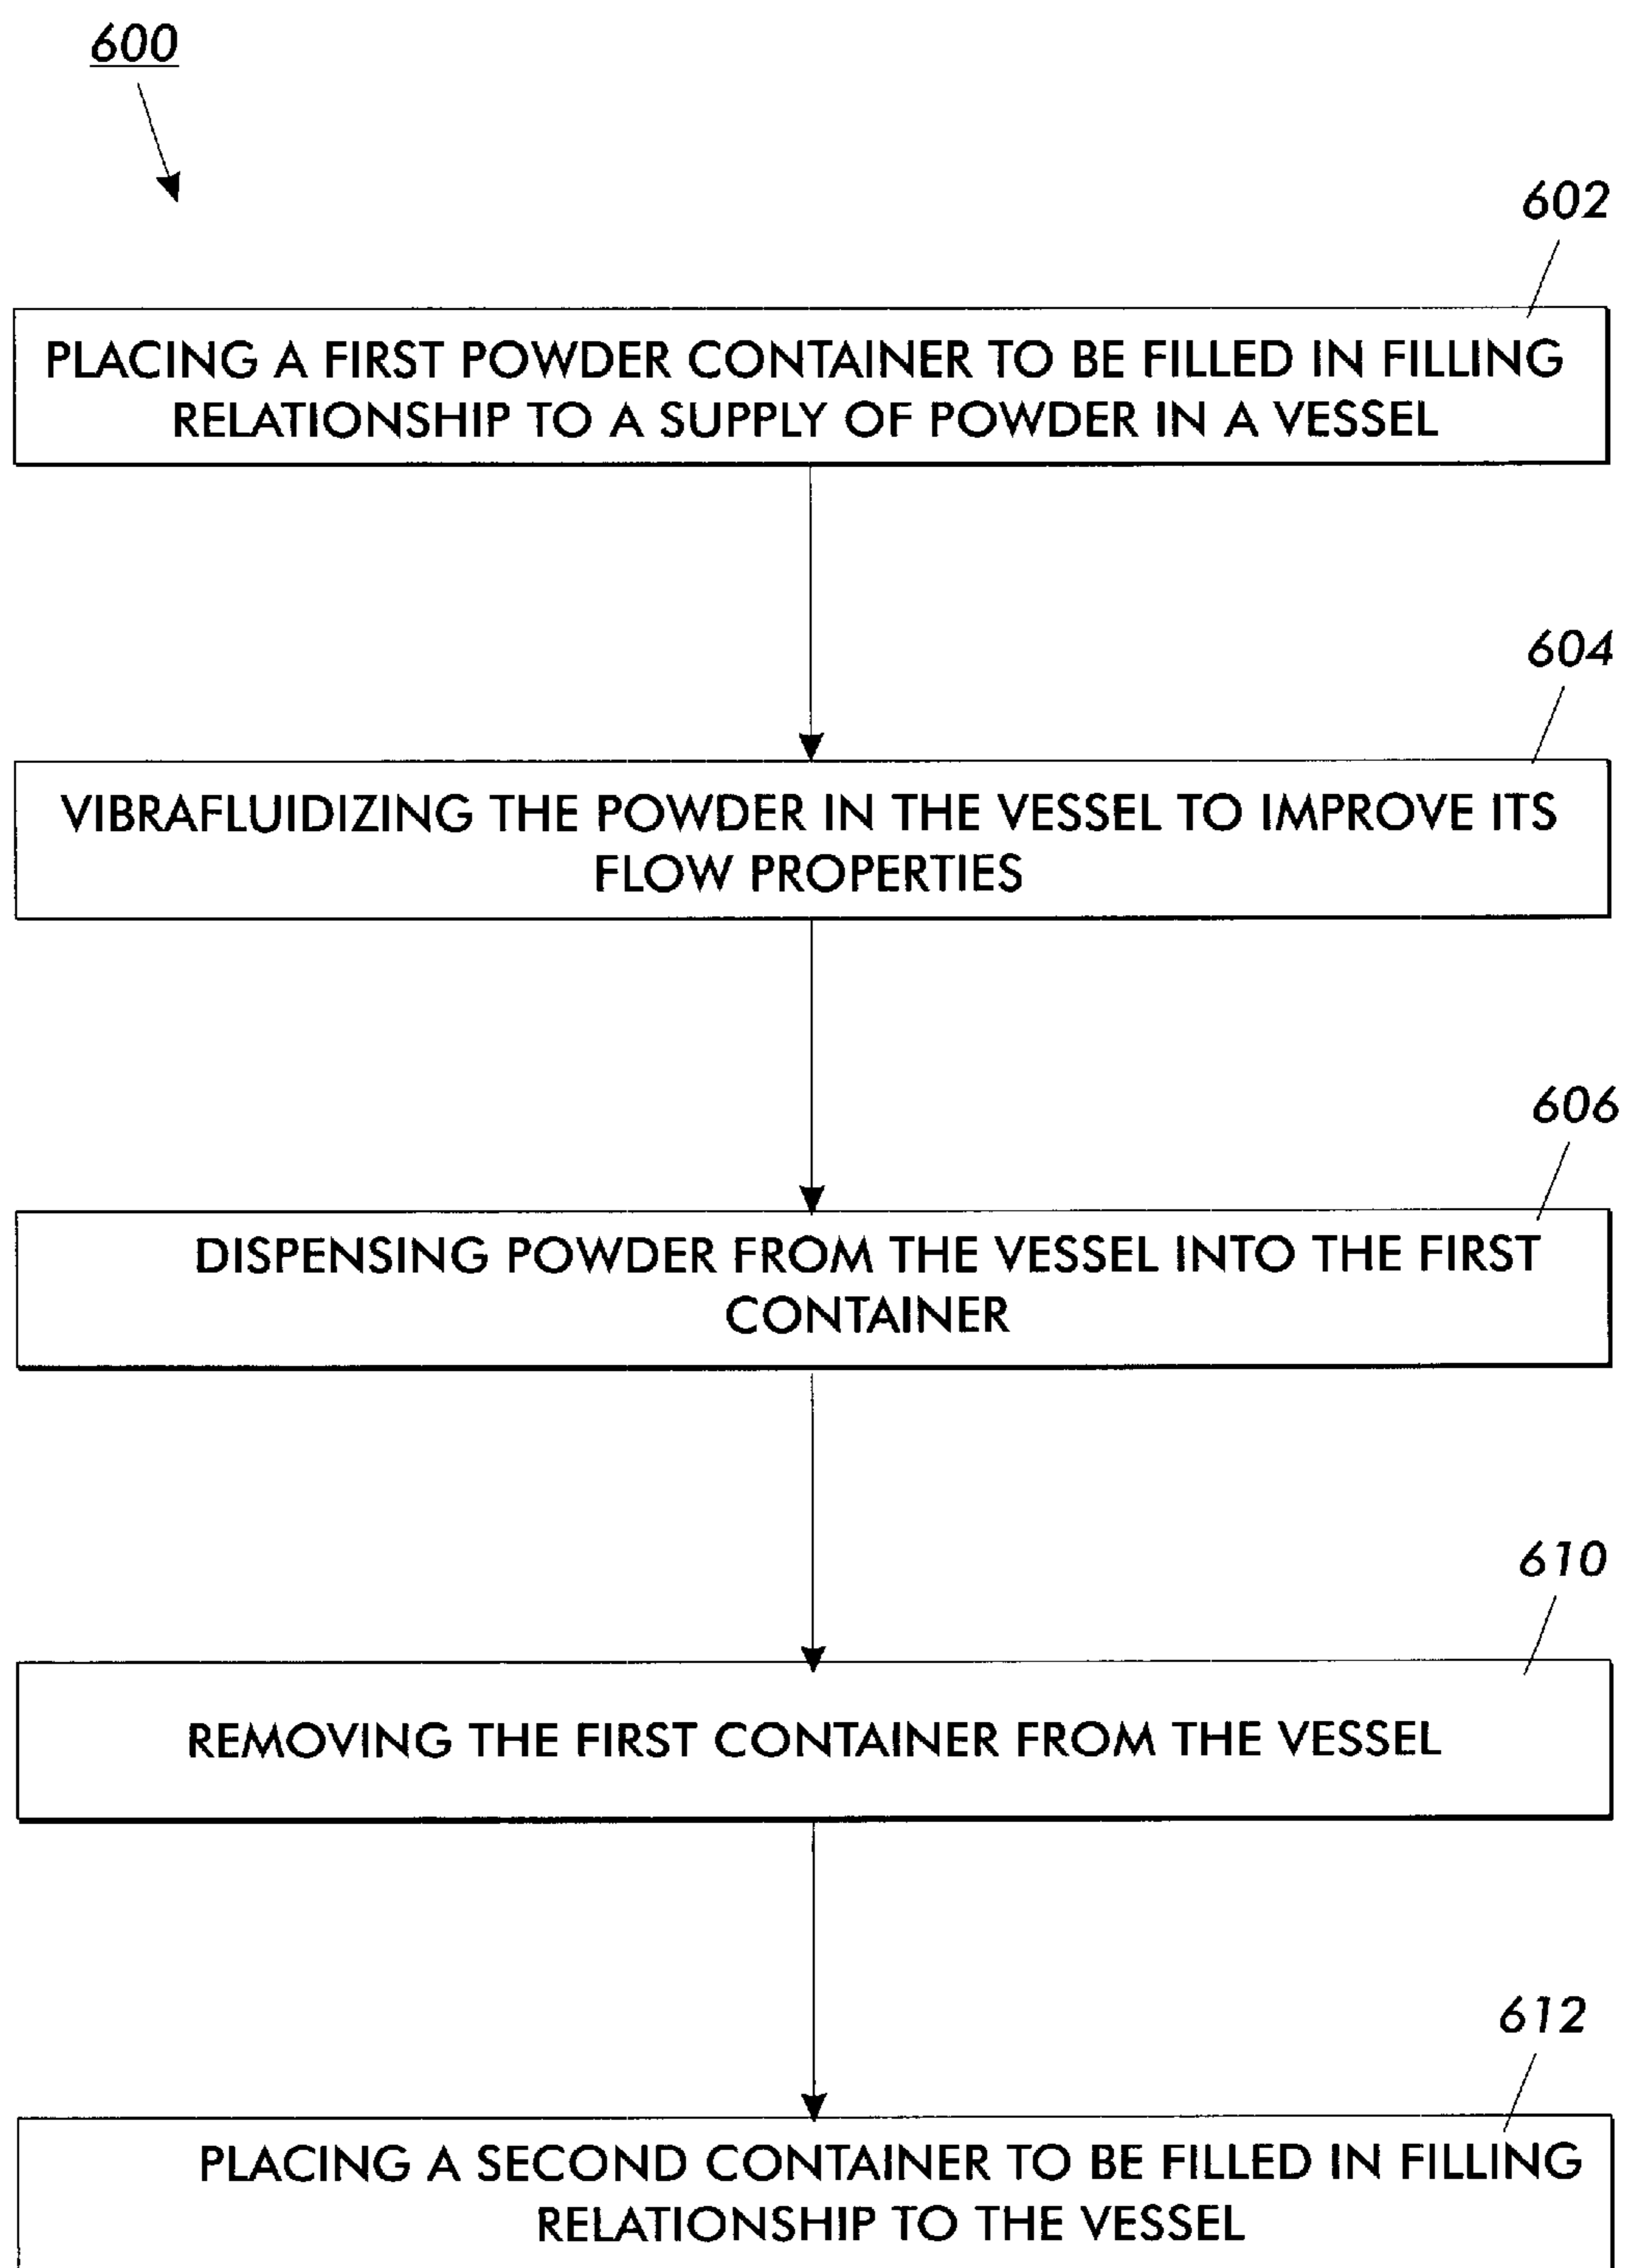 600
602
PLACING A FIRST POWDER CONTAINER TO BE FILLED IN FILLING
RELATIONSHIP TO A SUPPLY OF POWDER IN A VESSEL
604
VIBRAFLUIDIZING THE POWDER IN THE VESSEL TO IMPROVE ITS
FLOW PROPERTIES
606
DISPENSING POWDER FROM THE VESSEL INTO THE FIRST
CONTAINER
610
REMOVING THE FIRST CONTAINER FROM THE VESSEL
612
PLACING A SECOND CONTAINER TO BE FILLED IN FILLING
RELATIONSHIP TO THE VESSEL